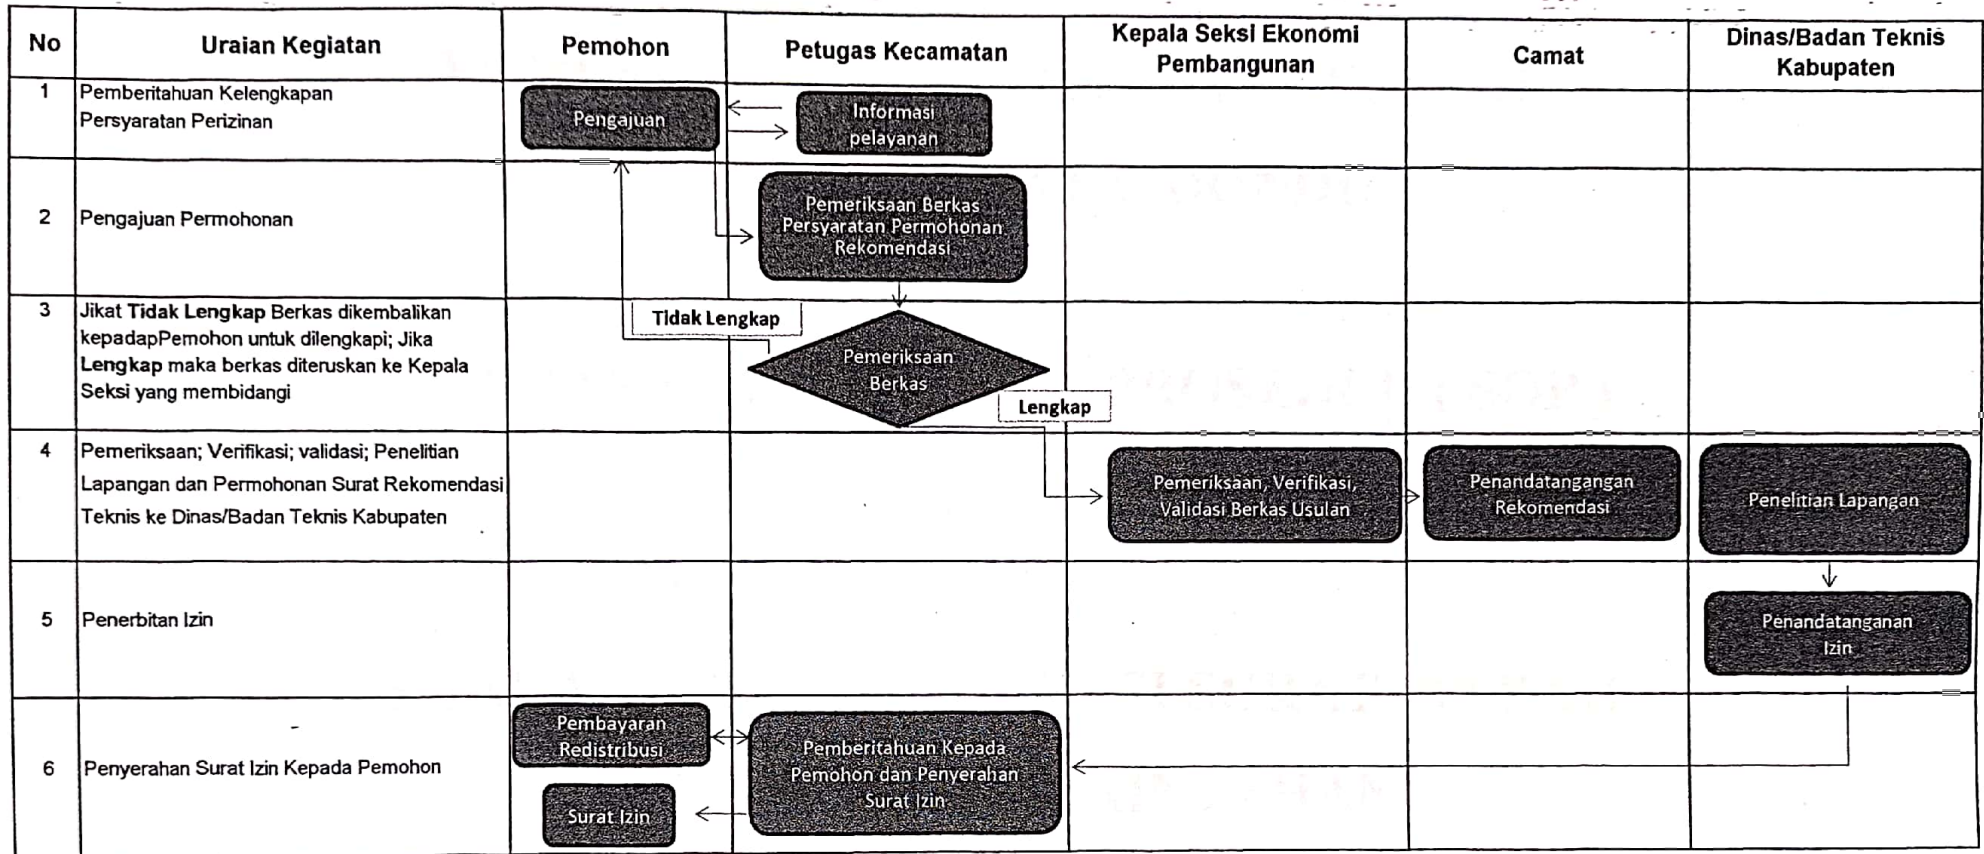 No
Uraian Kegiatan
Pemohon
Petugas Kecamatan
Kepala Seksi Ekonomi
Pembangunan
Camat
Dinas/Badan Teknis
Kabupaten
1
Pemberitahuan Kelengkapan
Persyaratan Perizinan
Pengajuan
Informasi
pelayanan
2
Pengajuan Permohonan
Pemeriksaan Berkas
Persyaratan Permohonan
Rekomendasi
3
Jikat Tidak Lengkap Berkas dikembalikan
kepadapPemohon untuk dilengkapi; Jika
Lengkap maka berkas diteruskan ke Kepala
Seksi yang membidangi
Tidak Lengkap
Pemeriksaan
Berkas
Lengkap
4
Pemeriksaan; Verifikasi; validasi; Penelitian
Lapangan dan Permohonan Surat Rekomendasi
Teknis ke Dinas/Badan Teknis Kabupaten
Pemeriksaan, Verifikasi,
Validasi Berkas Usulan
Penandatangangan
Rekomendasi
Penelitian Lapangan
5
Penerbitan Izin
Penandatanganan
Izin
6
Penyerahan Surat Izin Kepada Pemohon
Pembayaran
Redistribusi
Surat Izin
Pemberitahuan Kepada
Pemohon dan Penyerahan
Surat Izin